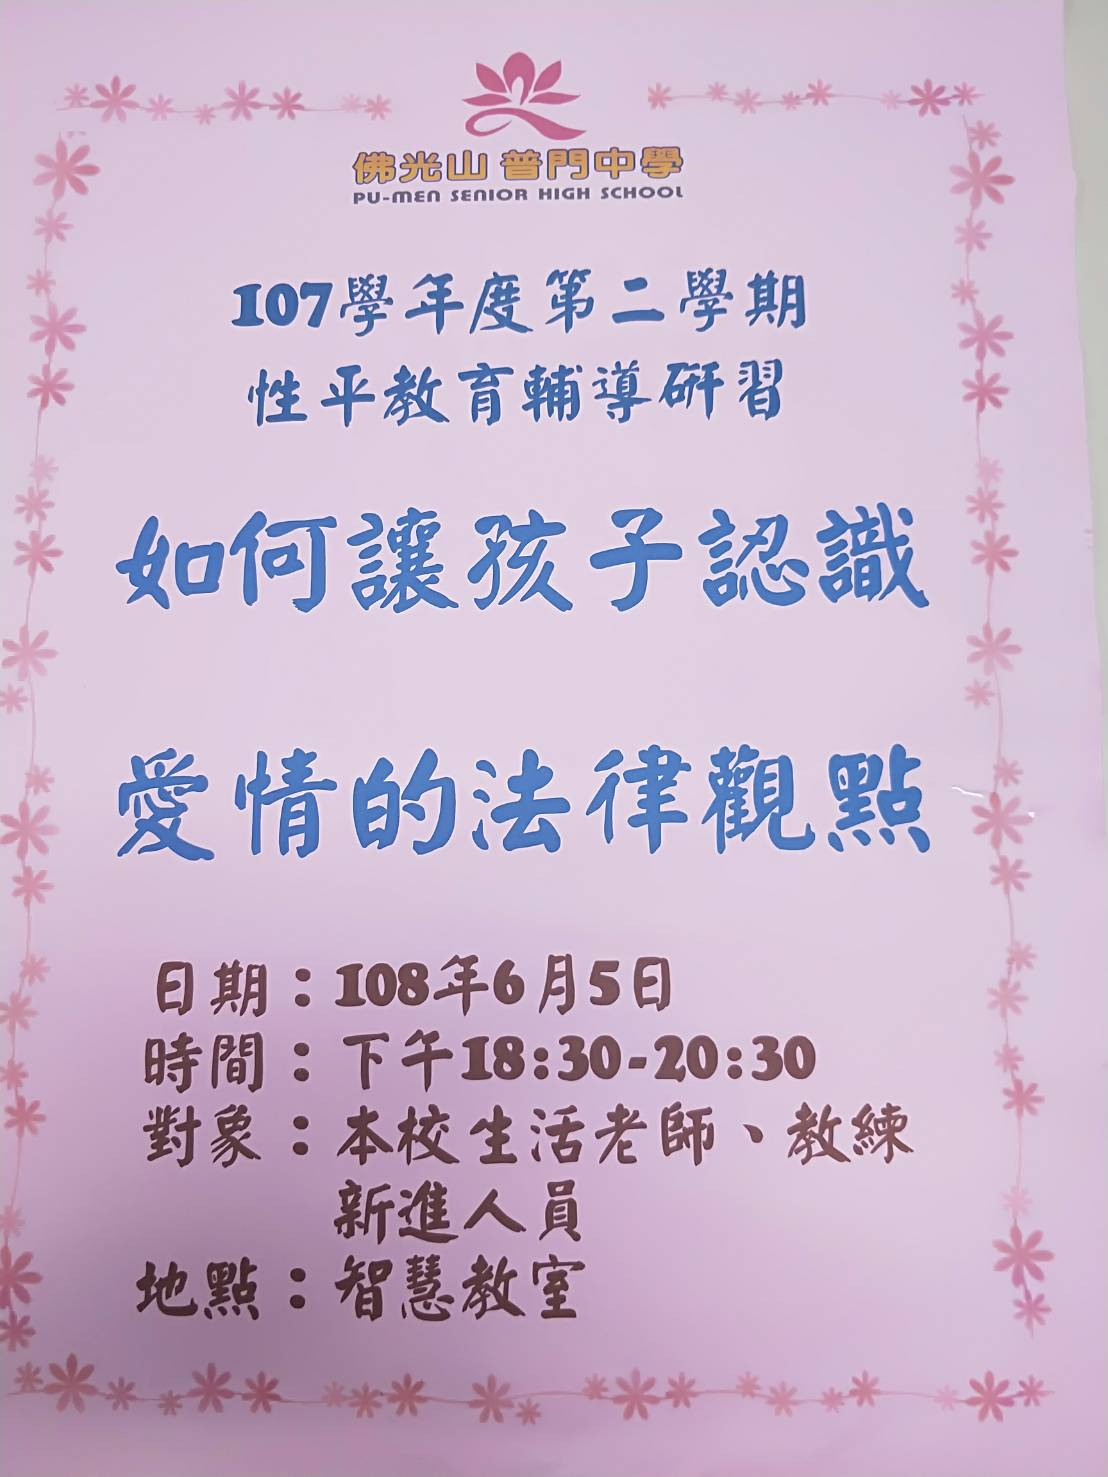 佛光山 普門中學
PU-MEN SENIOR HIGH SCHOOL
107學年度第二學期
性平教育輔導研習
如何讓孩子認識
愛情的法律觀點
日期：108年6月5日
時間：下午18:30-20:30
對象：本校生活老師、教練
新進人員
地點：智慧教室